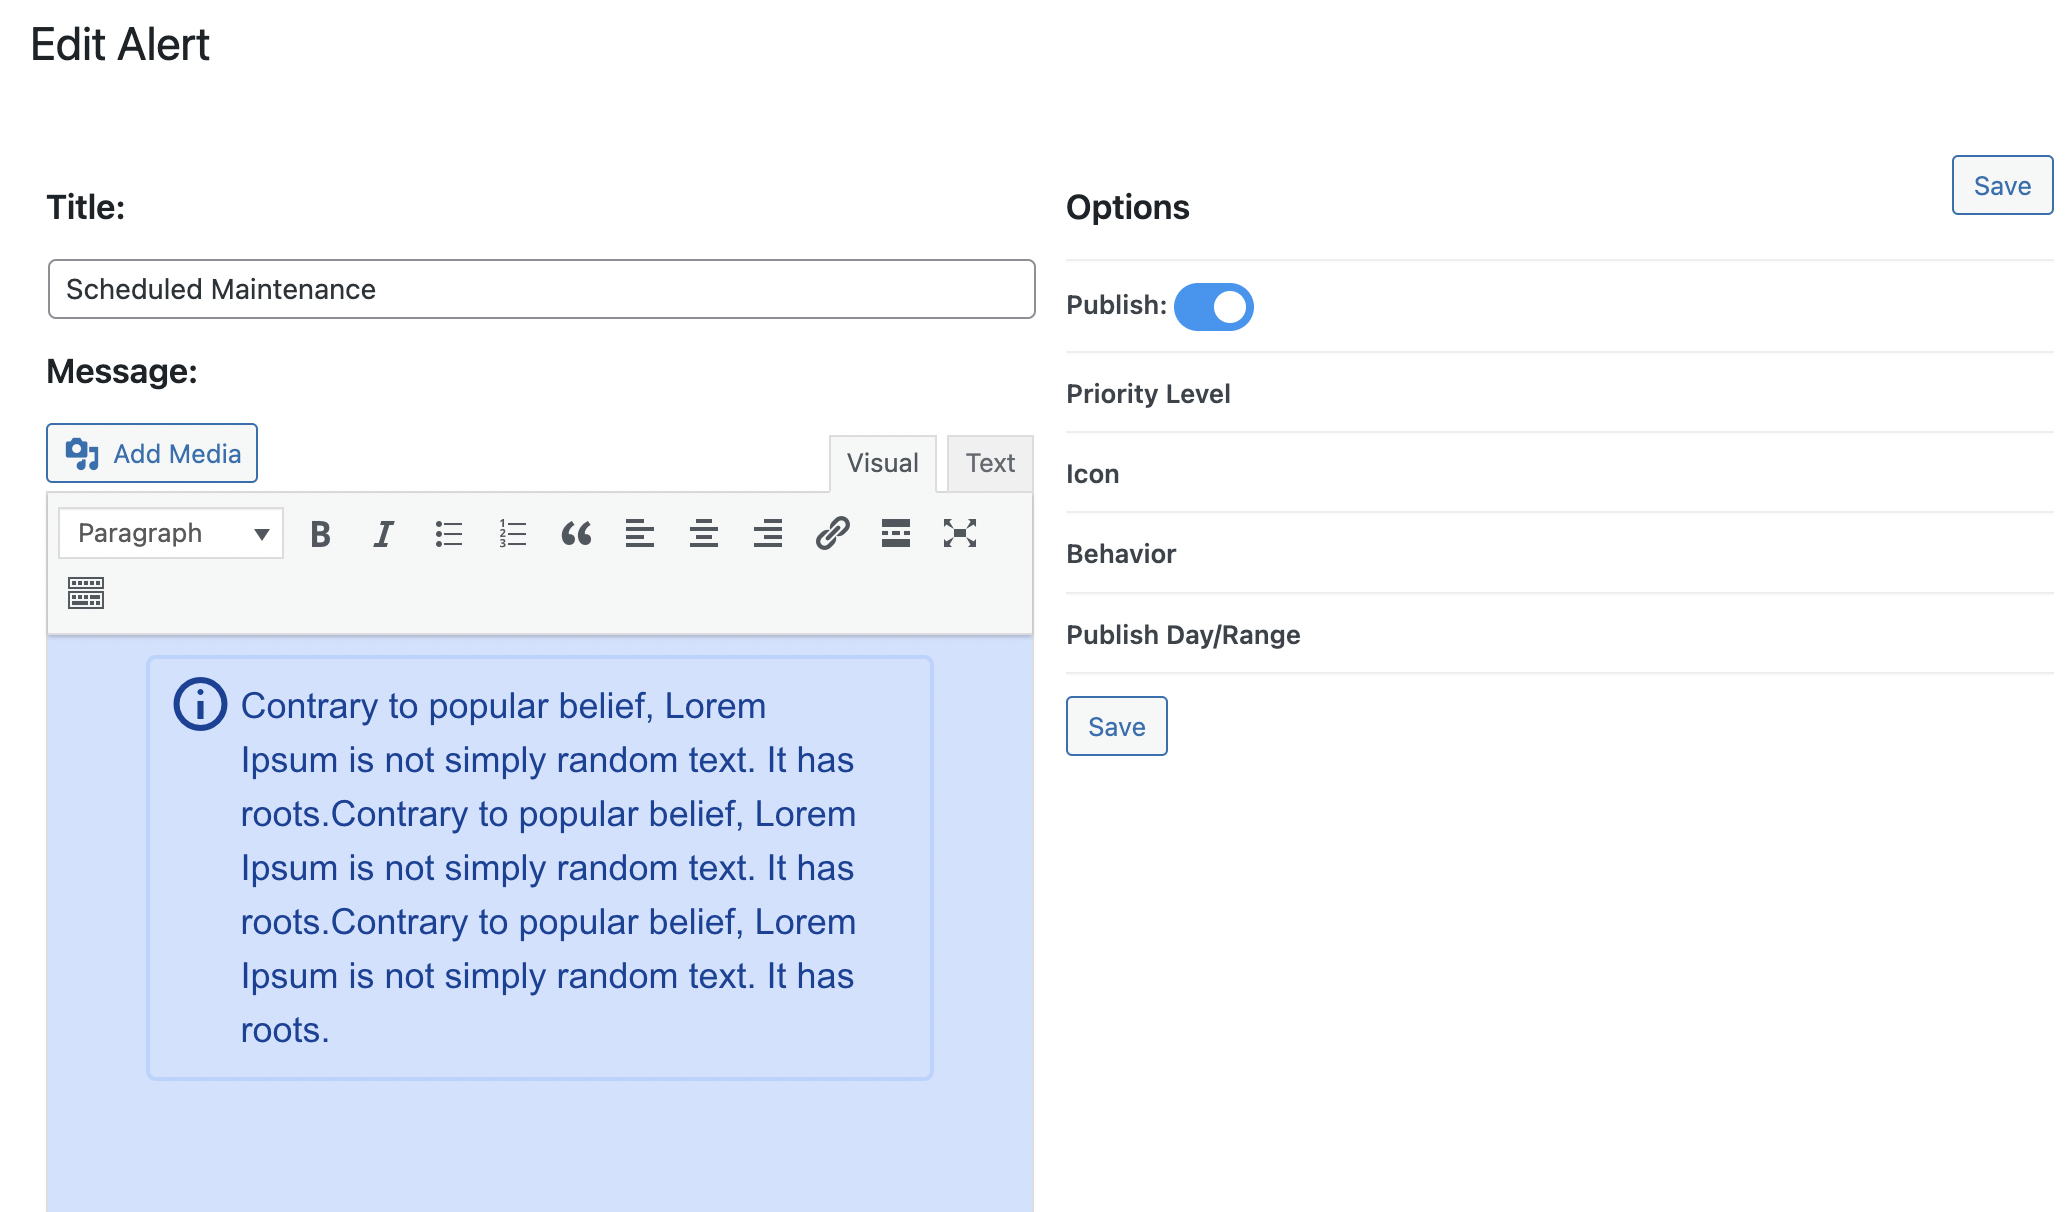 Edit Alert
Save
Title:
Options
Scheduled Maintenance
Publish:
Message:
Priority Level
Add Media
Visual
Text
Icon
Paragraph
Behavior
Publish Day/Range
Save
Contrary to popular belief, Lorem
Ipsum is not simply random text. It has
roots.Contrary to popular belief, Lorem
Ipsum is not simply random text. It has
roots.Contrary to popular belief, Lorem
Ipsum is not simply random text. It has
roots.